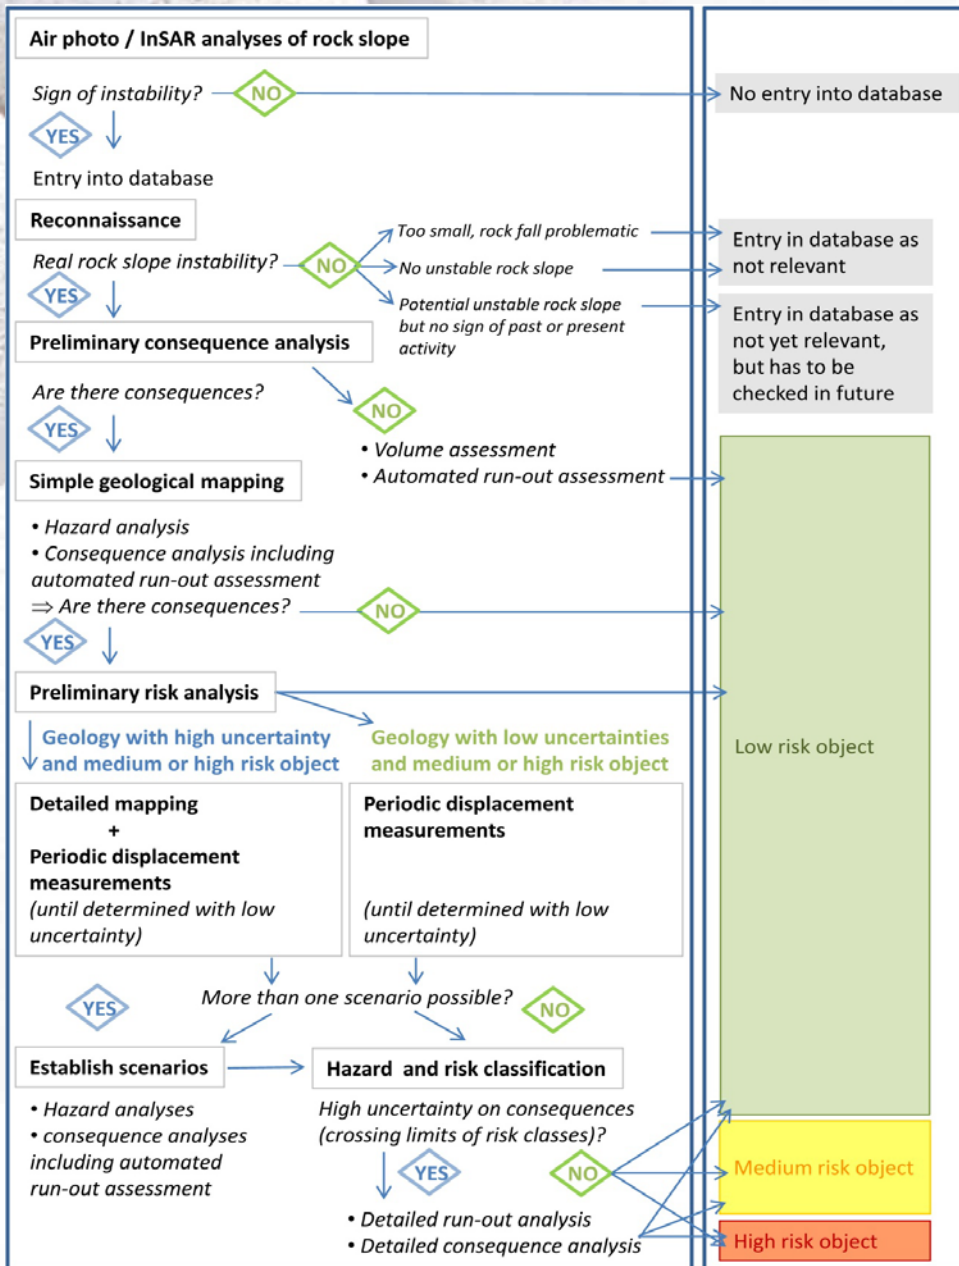 Air photo / InSAR analyses of rock slope
Sign of instability?
NO
No entry into database
YES
Entry into database
Reconnaissance
Too small, rock fall problematic
Entry in database as
not relevant
Real rock slope instability?
NO
No unstable rock slope
YES
Potential unstable rock slope
but no sign of past or present
activity
Entry in database as
not yet relevant,
but has to be
checked in future
Preliminary consequence analysis
Are there consequences?
NO
YES
• Volume assessment
• Automated run-out assessment
Simple geological mapping
• Hazard analysis
• Consequence analysis including
automated run-out assessment
⇒ Are there consequences?
NO
YES
Preliminary risk analysis
Geology with high uncertainty
and medium or high risk object
Geology with low uncertainties
and medium or high risk object
Low risk object
Detailed mapping
+
Periodic displacement
measurements
(until determined with low
uncertainty)
Periodic displacement
measurements
(until determined with low
uncertainty)
More than one scenario possible?
YES
NO
Establish scenarios
Hazard and risk classification
• Hazard analyses
• consequence analyses
including automated
run-out assessment
High uncertainty on consequences
(crossing limits of risk classes)?
YES
NO
Medium risk object
• Detailed run-out analysis
• Detailed consequence analysis
High risk object